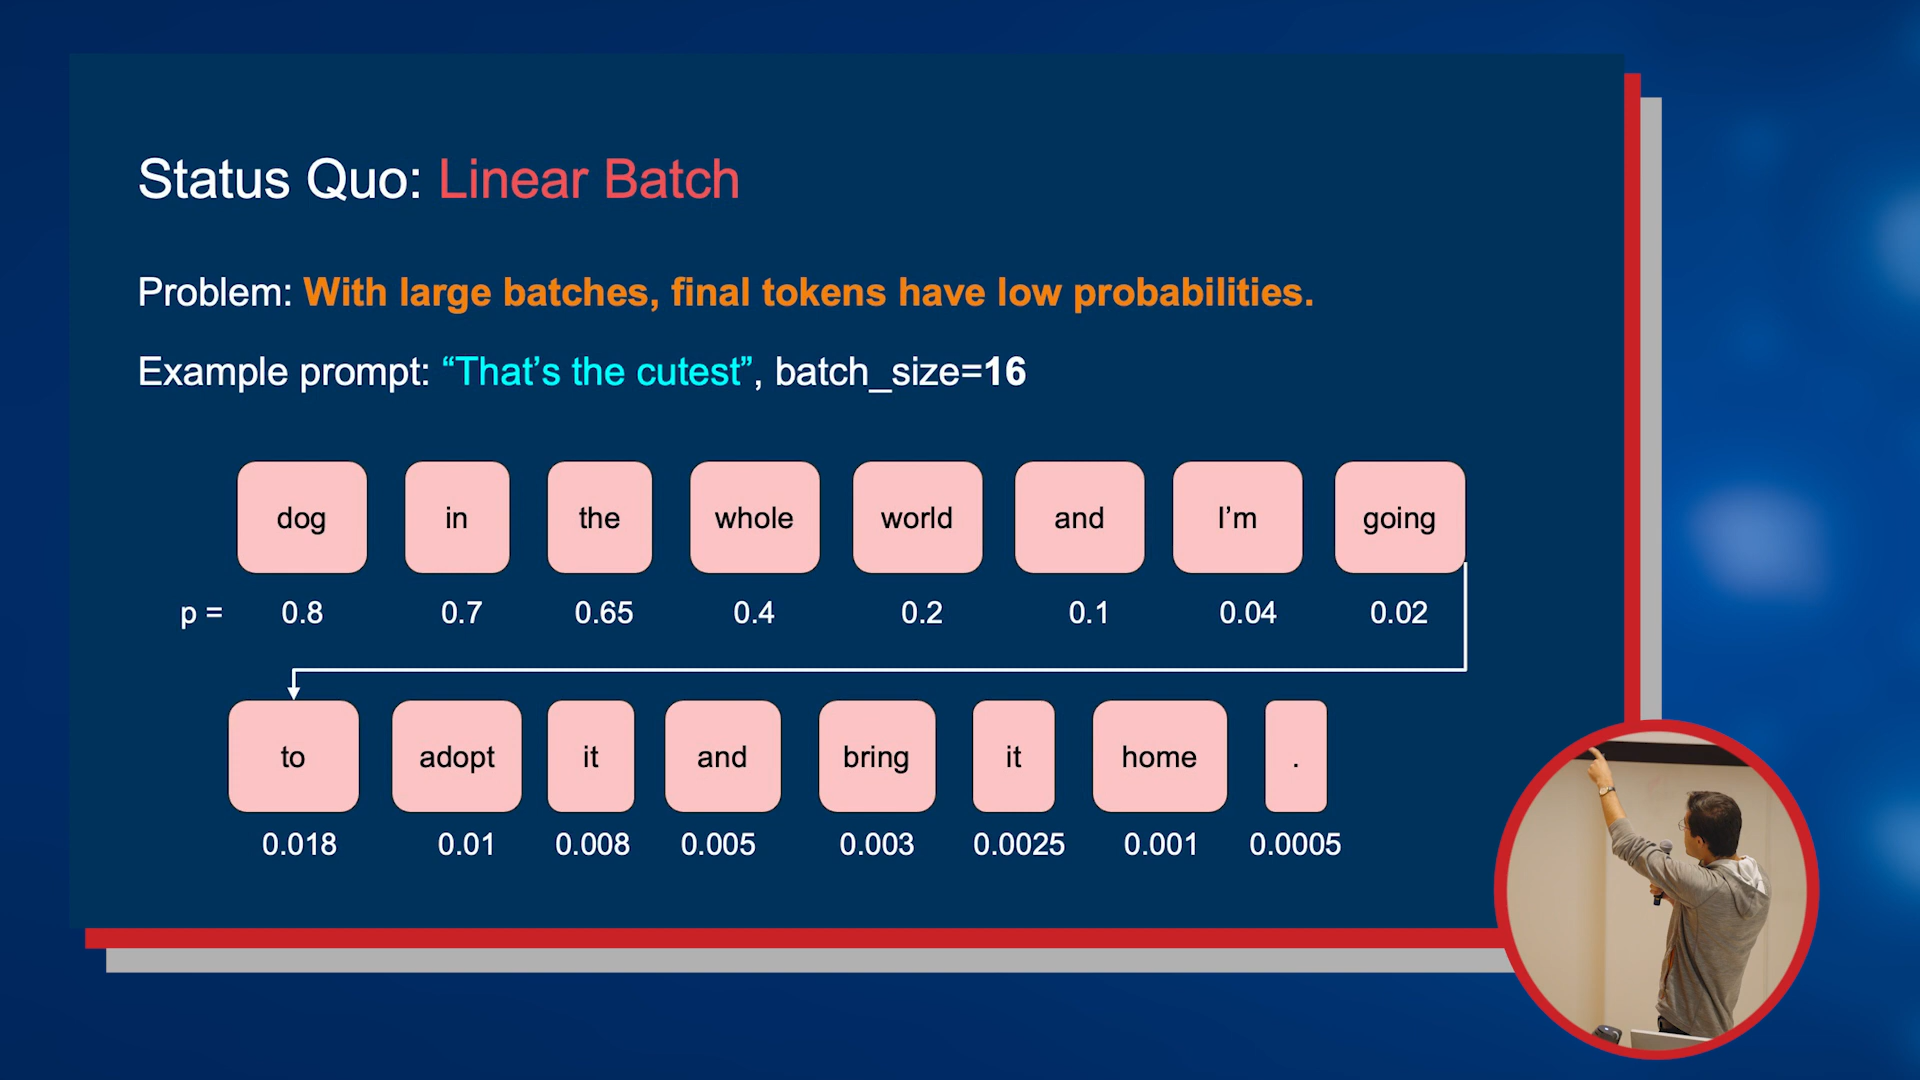 Status Quo: Linear Batch
Problem: With large batches, final tokens have low probabilities.
Example prompt: “That’s the cutest”, batch_size=16
dog in the whole world and I’m going
p = 0.8 0.7 0.65 0.4 0.2 0.1 0.04 0.02
to adopt it and bring it home .
0.018 0.01 0.008 0.005 0.003 0.0025 0.001 0.0005